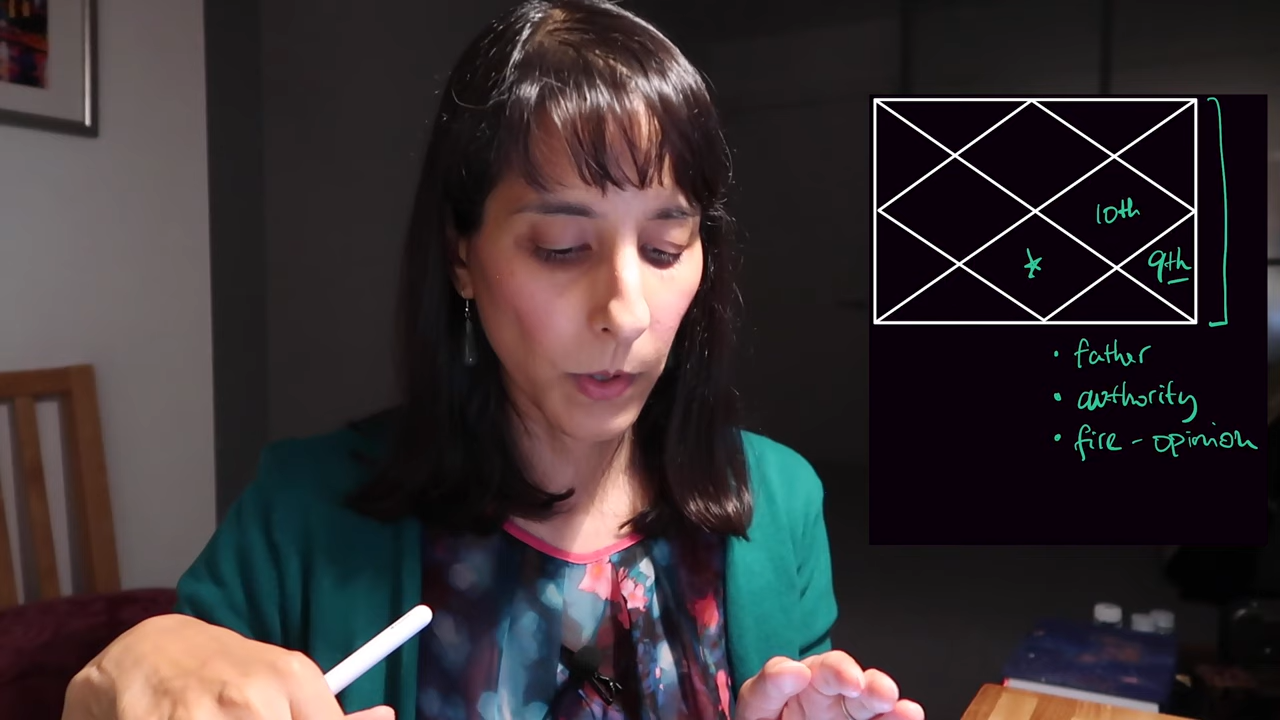 10th
9th
• father
• authority
• fire - opinion